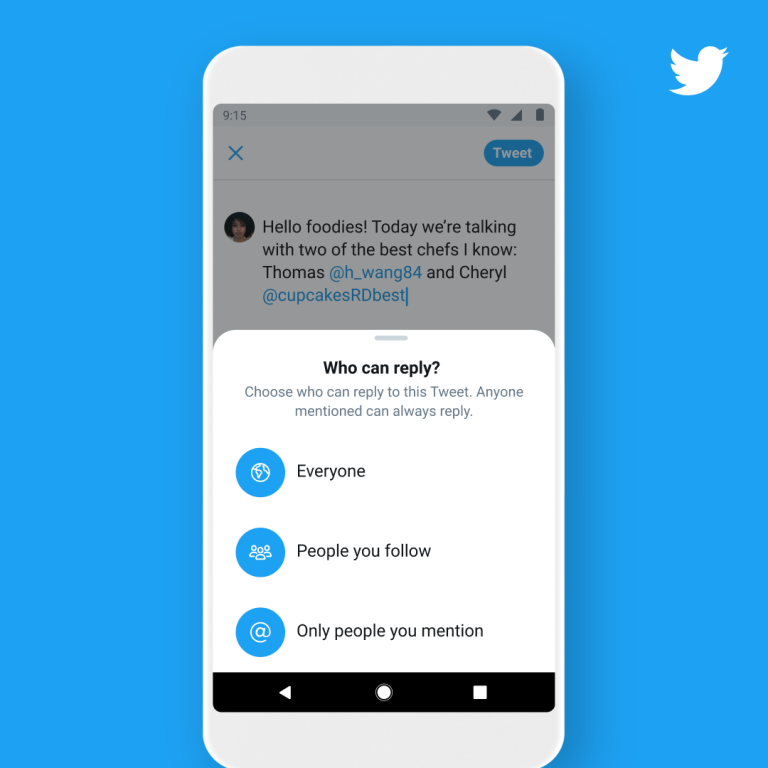 9:15
Tweet
Hello foodies! Today we’re talking
with two of the best chefs I know:
Thomas @h_wang84 and Cheryl
@cupcakesRDbest
Who can reply?
Choose who can reply to this Tweet. Anyone
mentioned can always reply.
Everyone
People you follow
@ Only people you mention